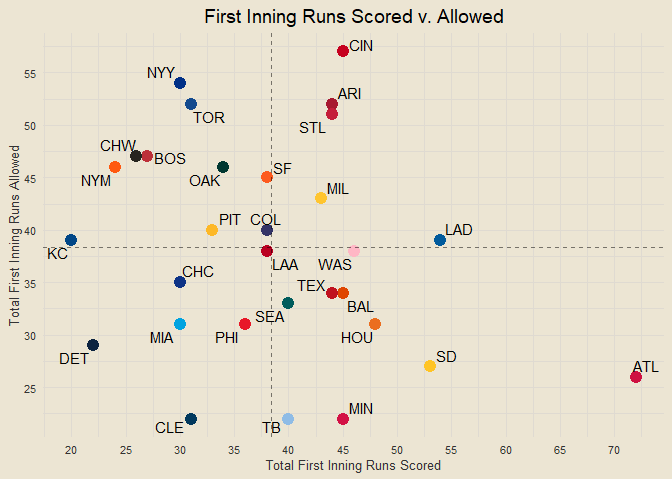 First Inning Runs Scored v. Allowed
CIN
NYY
ARI
TOR
STL
CHW
BOS
SF
NYM
OAK
MIL
PIT
COL
LAD
KC
LAA
WAS
CHC
TEX
BAL
SEA
MIA
PHI
HOU
DET
SD
ATL
MIN
CLE
TB
55
50
45
40
35
30
25
Total First Inning Runs Allowed
20
25
30
35
40
45
50
55
60
65
70
Total First Inning Runs Scored